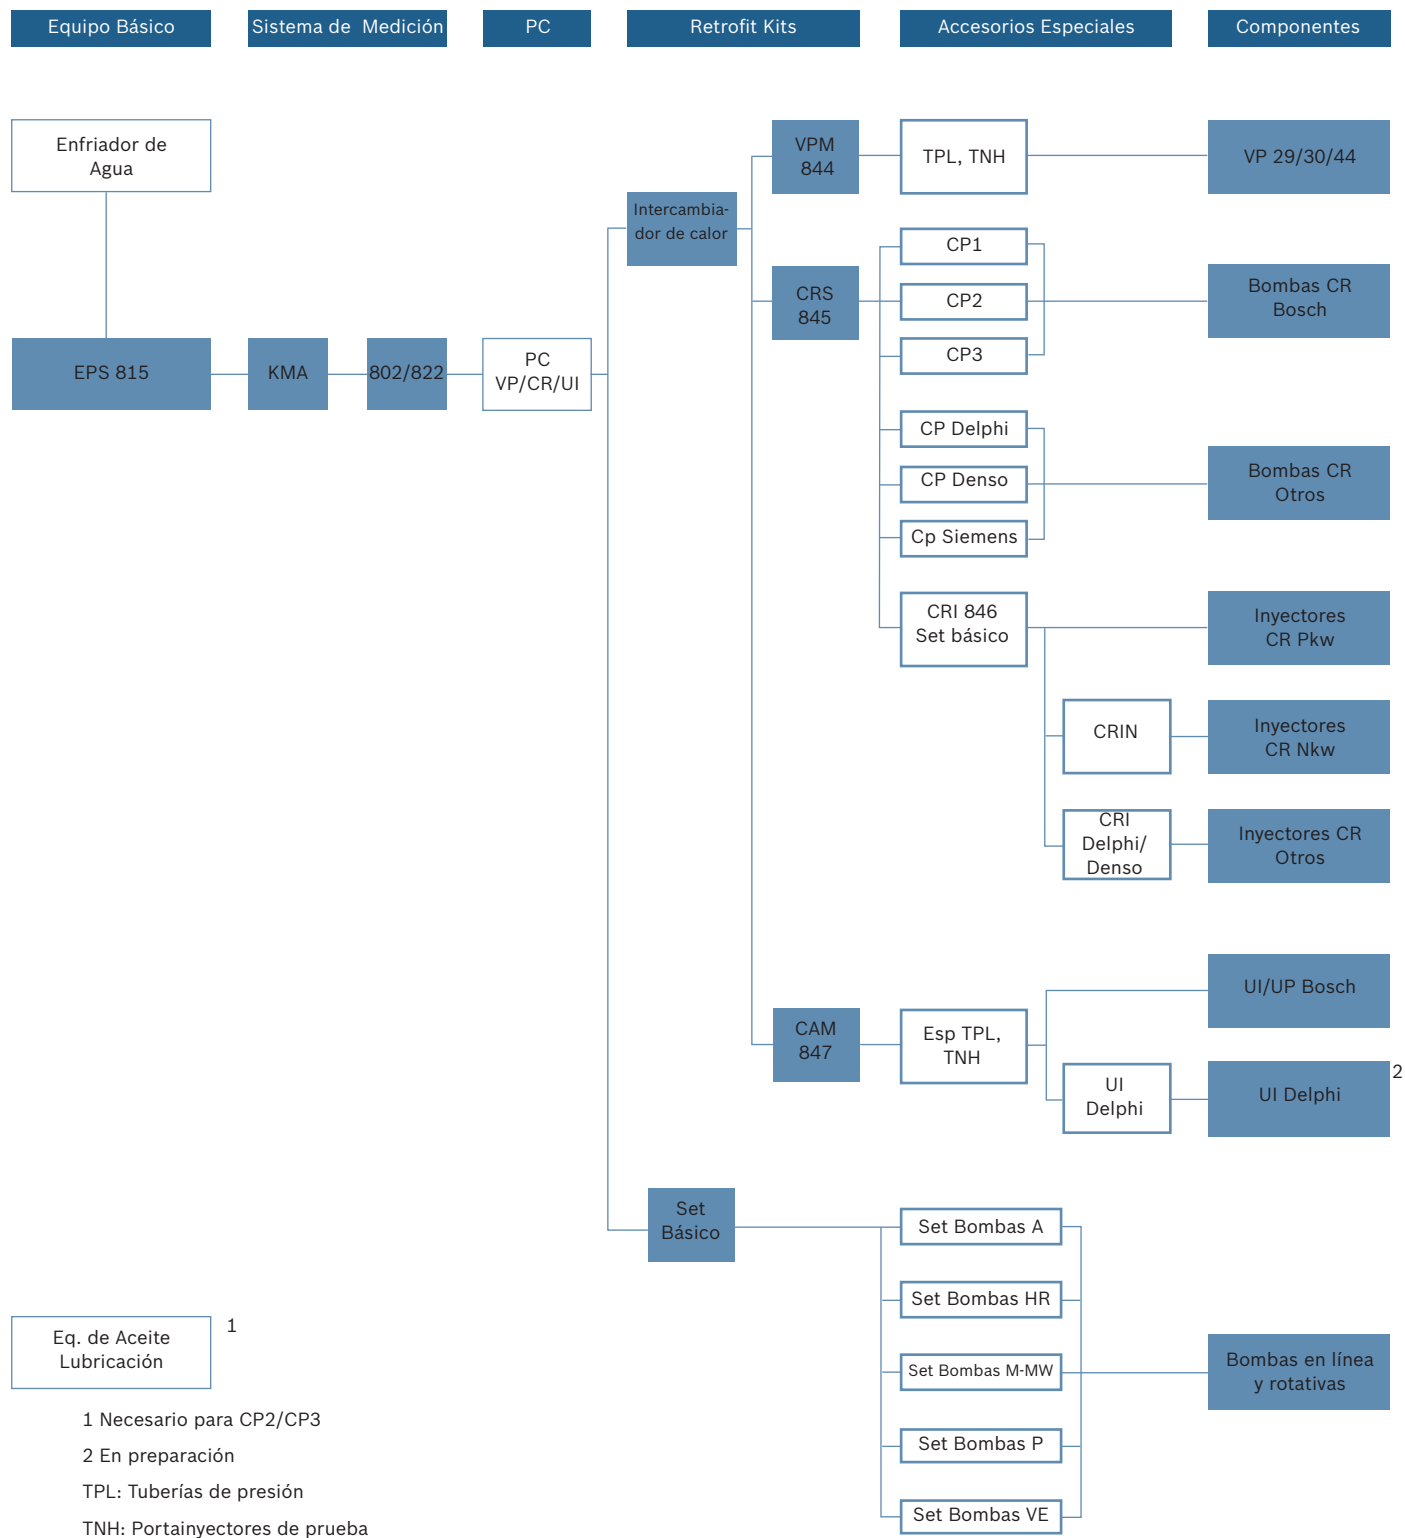 Equipo Básico
Sistema de Medición
PC
Retrofit Kits
Accesorios Especiales
Componentes
Enfriador de
Agua
EPS 815
KMA
802/822
PC
VP/CR/UI
Intercambia-
dor de calor
VPM
844
TPL, TNH
VP 29/30/44
CRS
845
CP1
CP2
CP3
Bombas CR
Bosch
CP Delphi
CP Denso
Cp Siemens
Bombas CR
Otros
CRI 846
Set básico
Inyectores
CR Pkw
CRIN
Inyectores
CR Nkw
CRI
Delphi/
Denso
Inyectores CR
Otros
CAM
847
Esp TPL,
TNH
UI/UP Bosch
UI
Delphi
UI Delphi
2
Set
Básico
Set Bombas A
Set Bombas HR
Set Bombas M-MW
Set Bombas P
Set Bombas VE
Bombas en línea
y rotativas
Eq. de Aceite
Lubricación
1
1 Necesario para CP2/CP3
2 En preparación
TPL: Tuberías de presión
TNH: Portainyectores de prueba